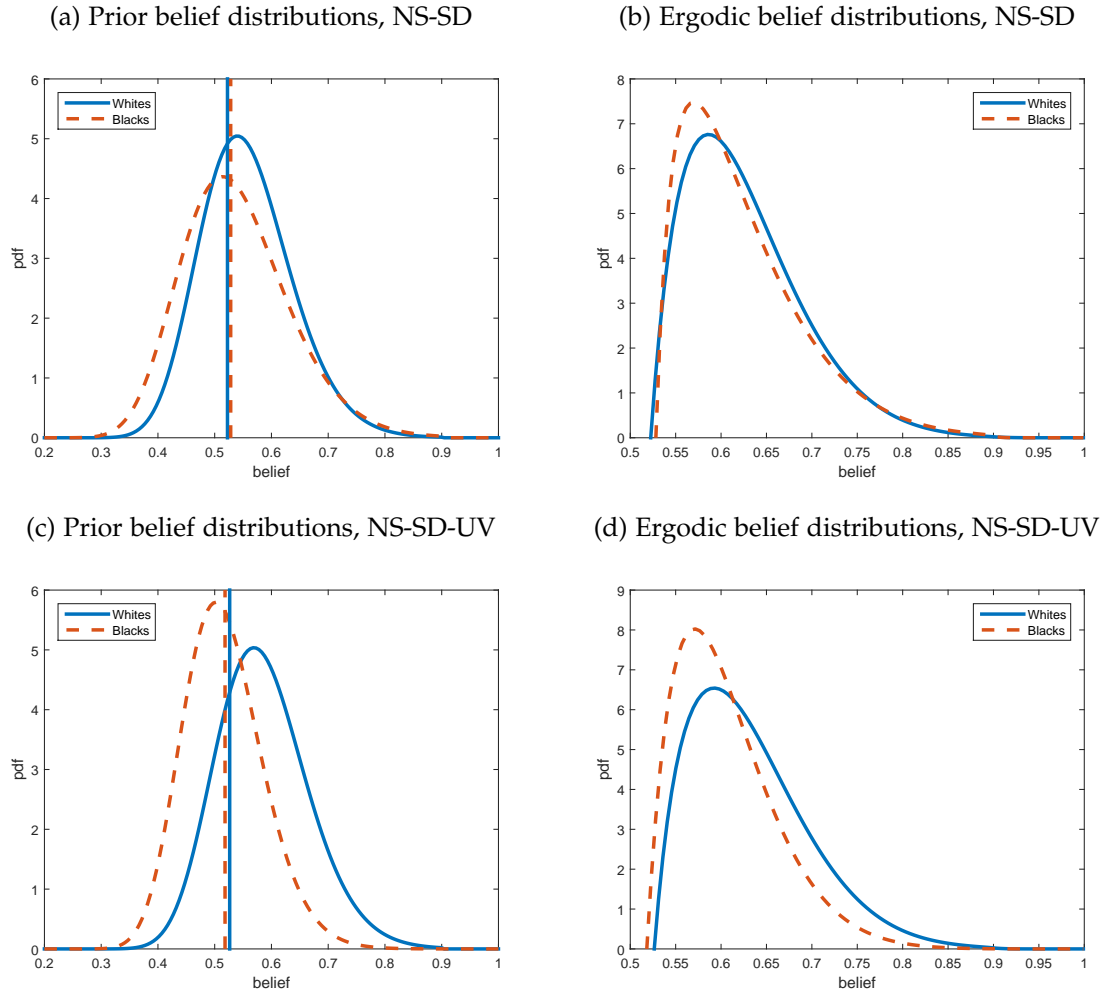 (a) Prior belief distributions, NS-SD
(b) Ergodic belief distributions, NS-SD
6
5
4
3
2
1
0
pdf
Whites
Blacks
0.2 0.3 0.4 0.5 0.6 0.7 0.8 0.9 1
belief
8
7
6
5
4
3
2
1
0
pdf
Whites
Blacks
0.5 0.55 0.6 0.65 0.7 0.75 0.8 0.85 0.9 0.95 1
belief
(c) Prior belief distributions, NS-SD-UV
(d) Ergodic belief distributions, NS-SD-UV
6
5
4
3
2
1
0
pdf
Whites
Blacks
0.2 0.3 0.4 0.5 0.6 0.7 0.8 0.9 1
belief
9
8
7
6
5
4
3
2
1
0
pdf
Whites
Blacks
0.5 0.55 0.6 0.65 0.7 0.75 0.8 0.85 0.9 0.95 1
belief